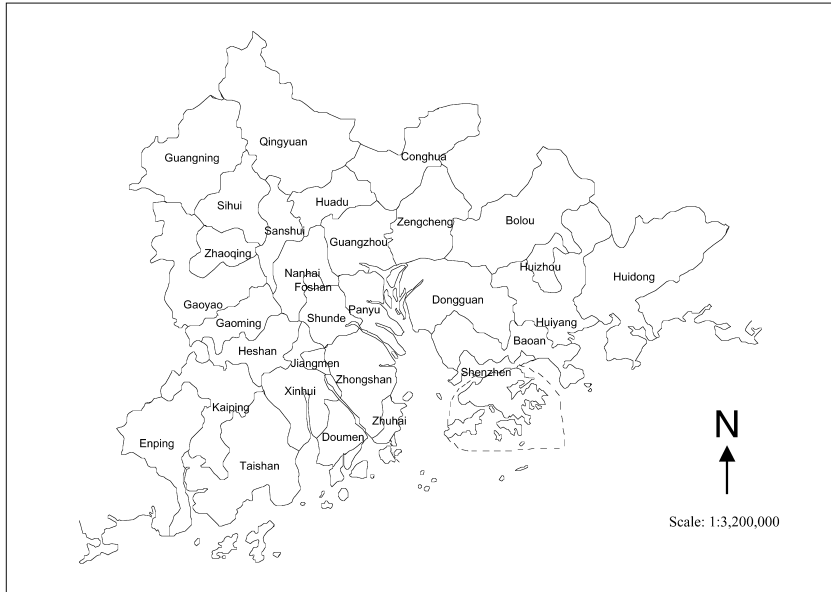 Qingyuan
Guangning
Conghua
Sihui
Huadu
Zengcheng
Bolou
Sanshui
Guangzhou
Zhaoqing
Huizhou
Huidong
Nanhai
Foshan
Dongguan
Gaoyao
Panyu
Shunde
Gaoming
Huiyang
Baoan
Heshan
Jiangmen
Shenzhen
Zhongshan
Xinhui
Kaiping
Zhuhai
Doumen
Enping
Taishan
N
Scale: 1:3,200,000